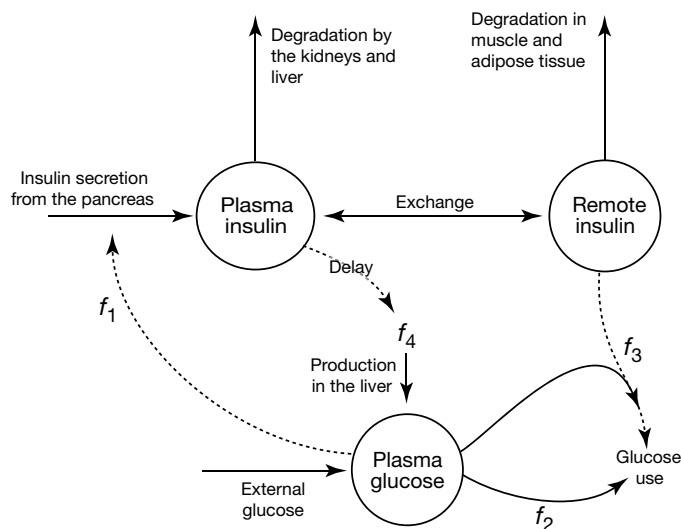 Degradation by
the kidneys and
liver
Degradation in
muscle and
adipose tissue
Insulin secretion
from the pancreas
Plasma
insulin
Exchange
Remote
insulin
Delay
f1
f4
f3
Production
in the liver
Plasma
glucose
Glucose
use
External
glucose
f2